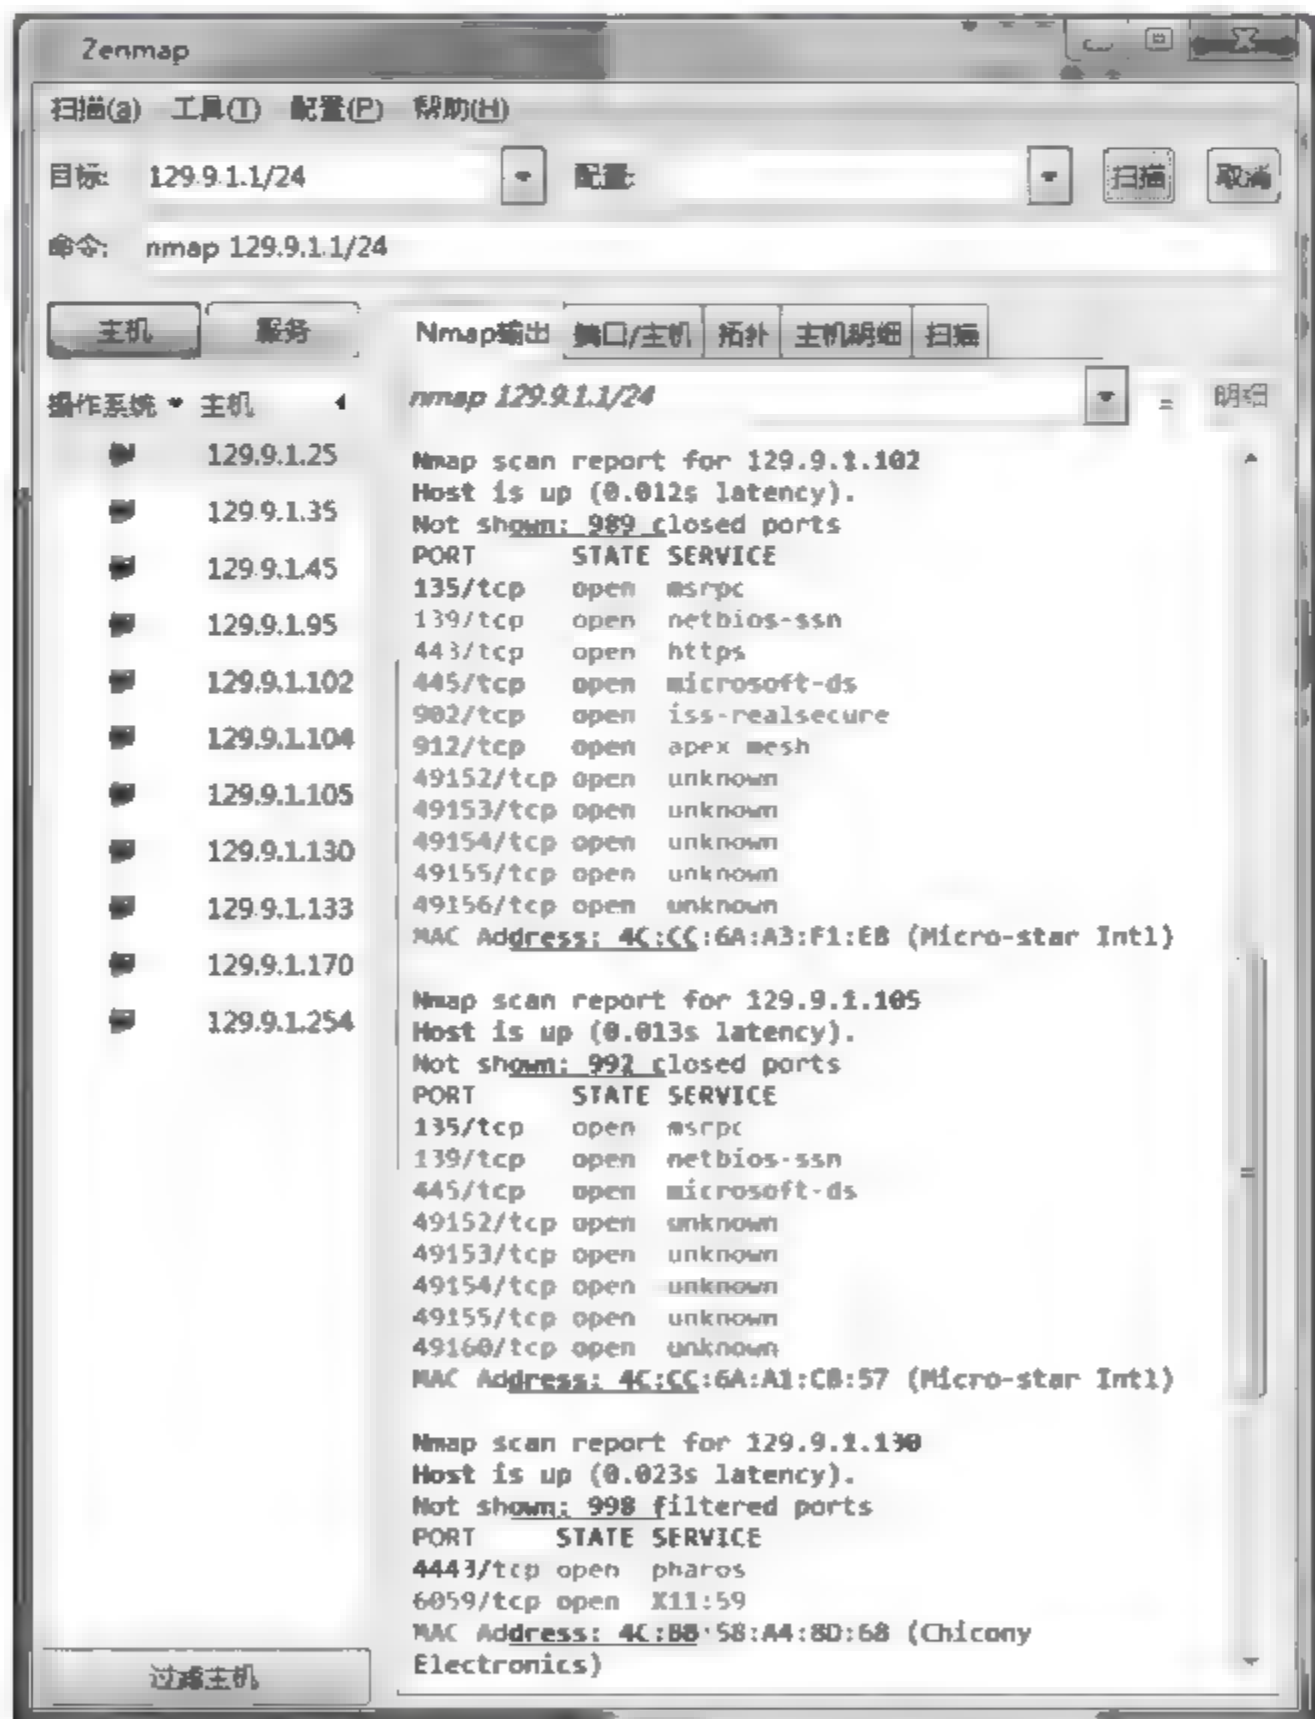 Zenmap
扫描(a) 工具(T) 配置(P) 帮助(H)
目标: 129.9.1.1/24 配置: 扫描 取消
命令: nmap 129.9.1.1/24
主机 服务
操作系统 主机
129.9.1.25
129.9.1.35
129.9.1.45
129.9.1.95
129.9.1.102
129.9.1.104
129.9.1.105
129.9.1.130
129.9.1.133
129.9.1.170
129.9.1.254
过滤主机
Nmap输出 端口/主机 拓扑 主机明细 扫描
nmap 129.9.1.1/24 明细
Nmap scan report for 129.9.1.102
Host is up (0.012s latency).
Not shown: 989 closed ports
PORT STATE SERVICE
135/tcp open msrpc
139/tcp open netbios-ssn
443/tcp open https
445/tcp open microsoft-ds
902/tcp open iss-realsecure
912/tcp open apex mesh
49152/tcp open unknown
49153/tcp open unknown
49154/tcp open unknown
49155/tcp open unknown
49156/tcp open unknown
MAC Address: 4C:CC:6A:A3:F1:EB (Micro-star Intl)
Nmap scan report for 129.9.1.105
Host is up (0.013s latency).
Not shown: 992 closed ports
PORT STATE SERVICE
135/tcp open msrpc
139/tcp open netbios-ssn
445/tcp open microsoft-ds
49152/tcp open unknown
49153/tcp open unknown
49154/tcp open unknown
49155/tcp open unknown
49160/tcp open unknown
MAC Address: 4C:CC:6A:A1:CB:57 (Micro-star Intl)
Nmap scan report for 129.9.1.130
Host is up (0.023s latency).
Not shown: 998 filtered ports
PORT STATE SERVICE
4443/tcp open pharos
6059/tcp open X11:59
MAC Address: 4C:BB:58:A4:8D:68 (Chicony
Electronics)